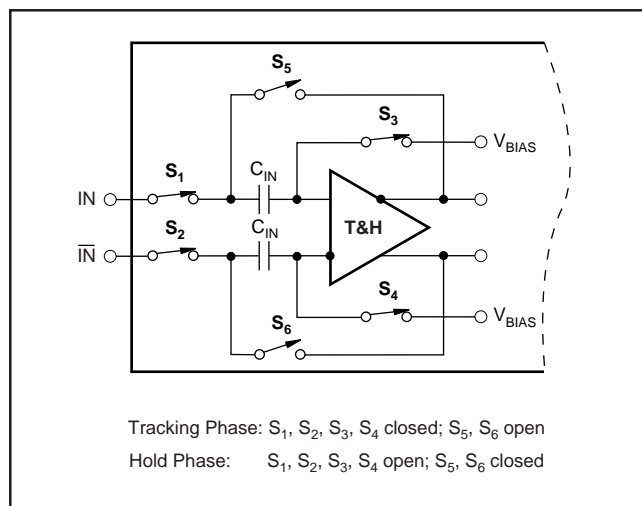 S5
S3
VBIAS
S1
CIN
IN
T&H
S2
CIN
I̅N̅
S4
VBIAS
S6
Tracking Phase: S1, S2, S3, S4 closed; S5, S6 open
Hold Phase: S1, S2, S3, S4 open; S5, S6 closed